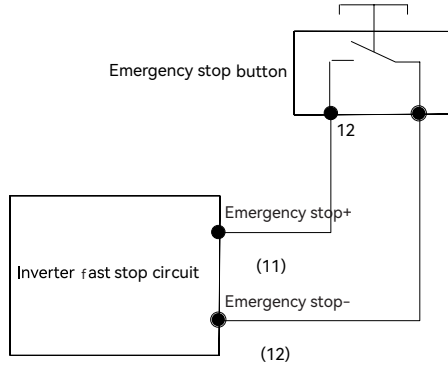 Emergency stop button
12
Emergency stop+
Inverter fast stop circuit
(11)
Emergency stop-
(12)